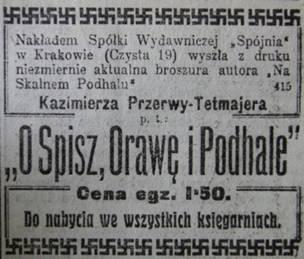 Nakładem Spółki Wydawniczej „Spójnia"
w Krakowie (Czysta 19) wyszła z druku
niezmiernie aktualna broszura autora „Na
Skalnem Podhalu" 415
Kazimierza Przerwy-Tetmajera
p. t.:
„O Spisz, Orawę i Podhale"
Cena egz. 1·50.
Do nabycia we wszystkich księgarniach.